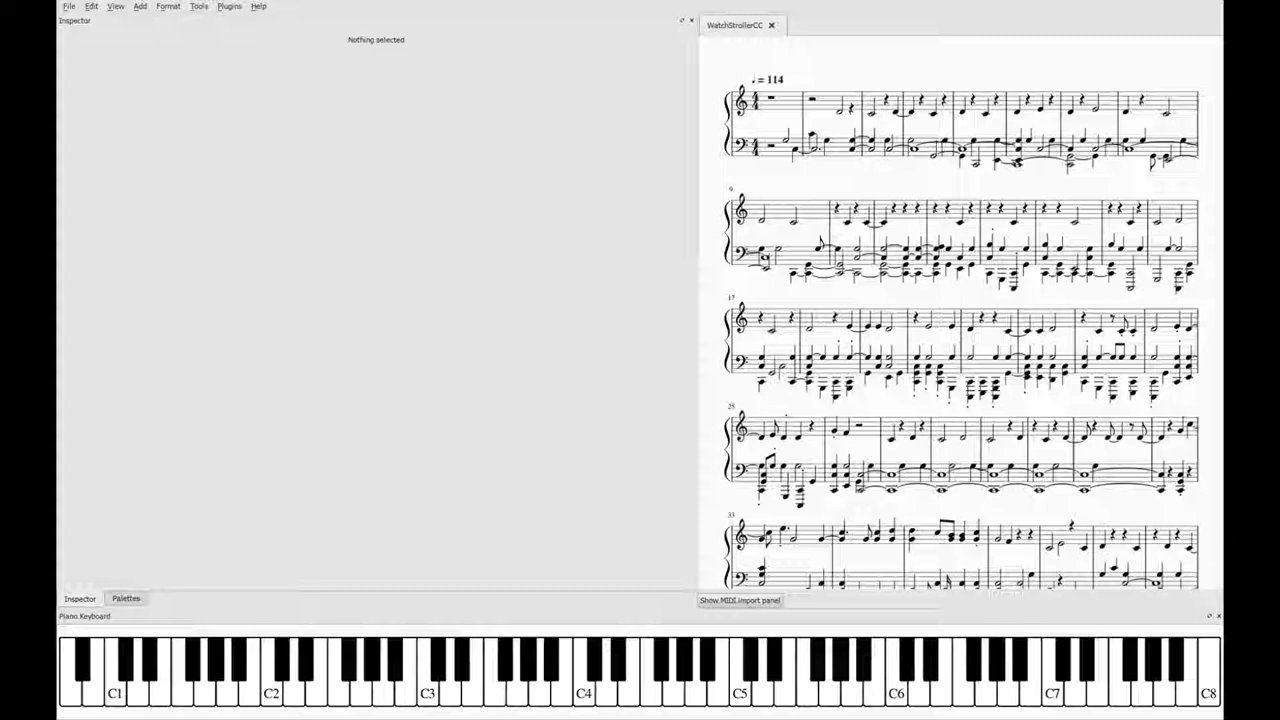 File Edit View Add Format Tools Plugins Help
Inspector
Nothing selected
WatchStrollerCC
♩ = 114
9
17
25
33
Inspector Palettes
Show MIDI import panel
Piano Keyboard
C1 C2 C3 C4 C5 C6 C7 C8